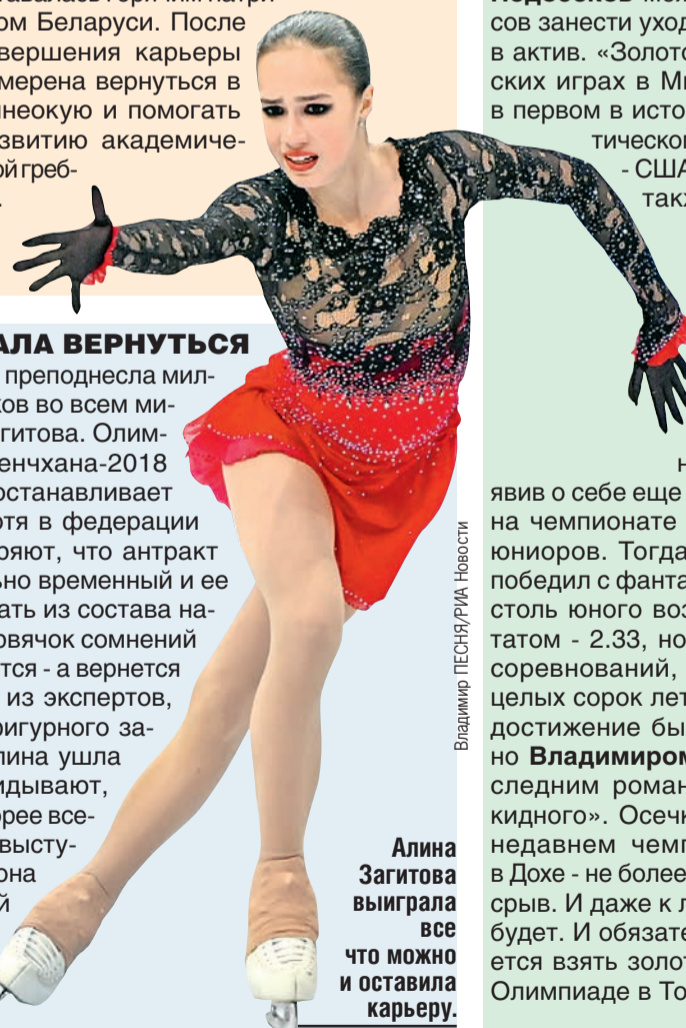 ом Беларуси. После
вершения карьеры
мерена вернуться в
инеокую и помогать
звитию академиче-
ой греб-
АЛА ВЕРНУТЬСЯ
преподнесла мил-
ков во всем ми-
гитова. Олим-
енчхана-2018
останавливает
отя в федерации
ряют, что антракт
ьно временный и ее
ать из состава на-
рвячок сомнений
тся - а вернется
из экспертов,
фигурного за-
лина ушла
идывают,
орее все-
высту-
она
й
Владимир ПЕСНЯ/РИА Новости
Алина
Загитова
выиграла
все
что можно
и оставила
карьеру.
сов занести уход
в актив. «Золото
ских играх в Ми
в первом в исто
тическом
- США
такж
н
явив о себе еще
на чемпионате
юниоров. Тогда
победил с фанта
столь юного воз
татом - 2.33, но
соревнований,
целых сорок лет
достижение бы
но Владимиром
следним роман
кидного». Осечк
недавнем чемп
в Дохе - не более
срыв. И даже к л
будет. И обязате
ется взять золот
Олимпиаде в То